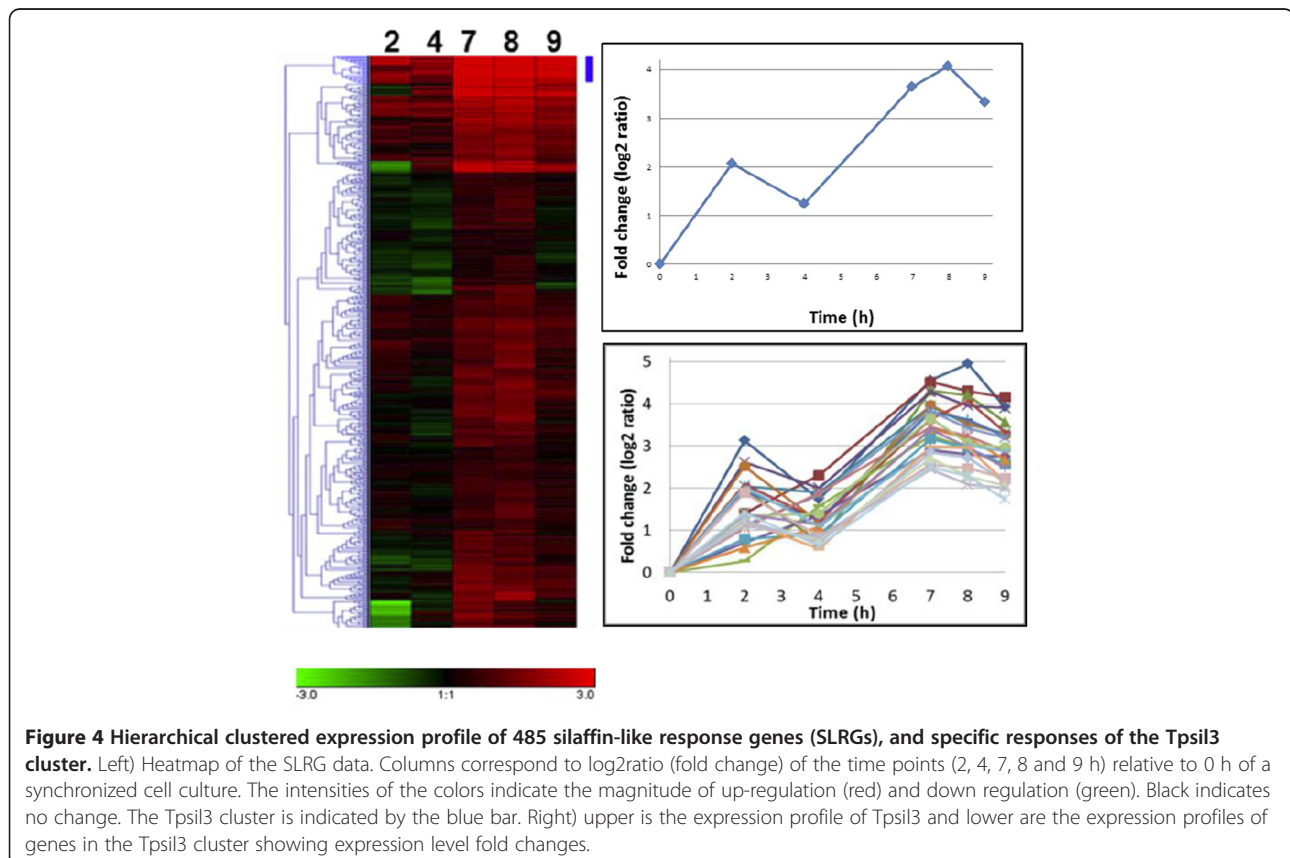 2 4 7 8 9
4
3
2
1
0
Fold change (log2 ratio)
0 1 2 3 4 5 6 7 8 9
Time (h)
5
4
3
2
1
0
Fold change (log2 ratio)
0 1 2 3 4 5 6 7 8 9
Time (h)
-3.0 1:1 3.0
Figure 4 Hierarchical clustered expression profile of 485 silaffin-like response genes (SLRGs), and specific responses of the Tpsil3
cluster. Left) Heatmap of the SLRG data. Columns correspond to log2ratio (fold change) of the time points (2, 4, 7, 8 and 9 h) relative to 0 h of a
synchronized cell culture. The intensities of the colors indicate the magnitude of up-regulation (red) and down regulation (green). Black indicates
no change. The Tpsil3 cluster is indicated by the blue bar. Right) upper is the expression profile of Tpsil3 and lower are the expression profiles of
genes in the Tpsil3 cluster showing expression level fold changes.